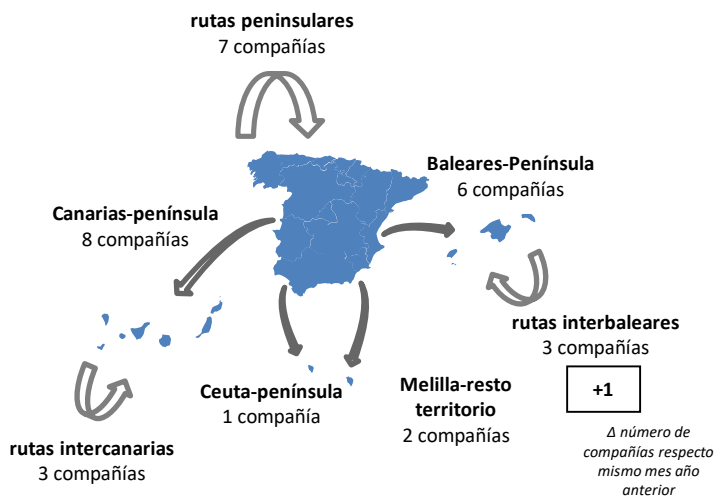 rutas peninsulares
7 compañías
Baleares-Península
6 compañías
Canarias-península
8 compañías
rutas interbaleares
3 compañías
+1
Ceuta-península
1 compañía
Melilla-resto
territorio
2 compañías
rutas intercanarias
3 compañías
Δ número de
compañías respecto
mismo mes año
anterior